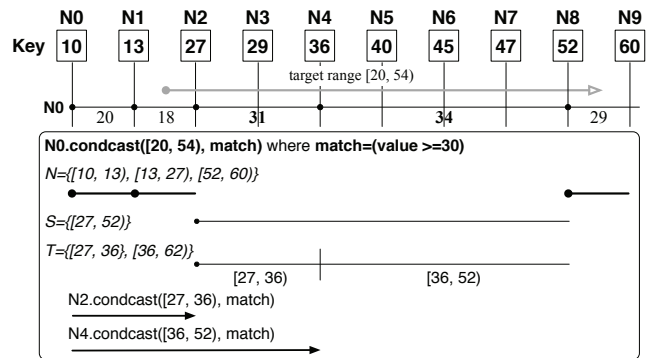 N0 N1 N2 N3 N4 N5 N6 N7 N8 N9
Key 10 13 27 29 36 40 45 47 52 60
target range [20, 54)
N0
20 18 31 34 29
N0.condcast([20, 54), match) where match=(value >=30)
N={[10, 13), [13, 27), [52, 60)}
S={[27, 52)}
T={[27, 36), [36, 62)}
[27, 36) [36, 52)
N2.condcast([27, 36), match)
N4.condcast([36, 52), match)